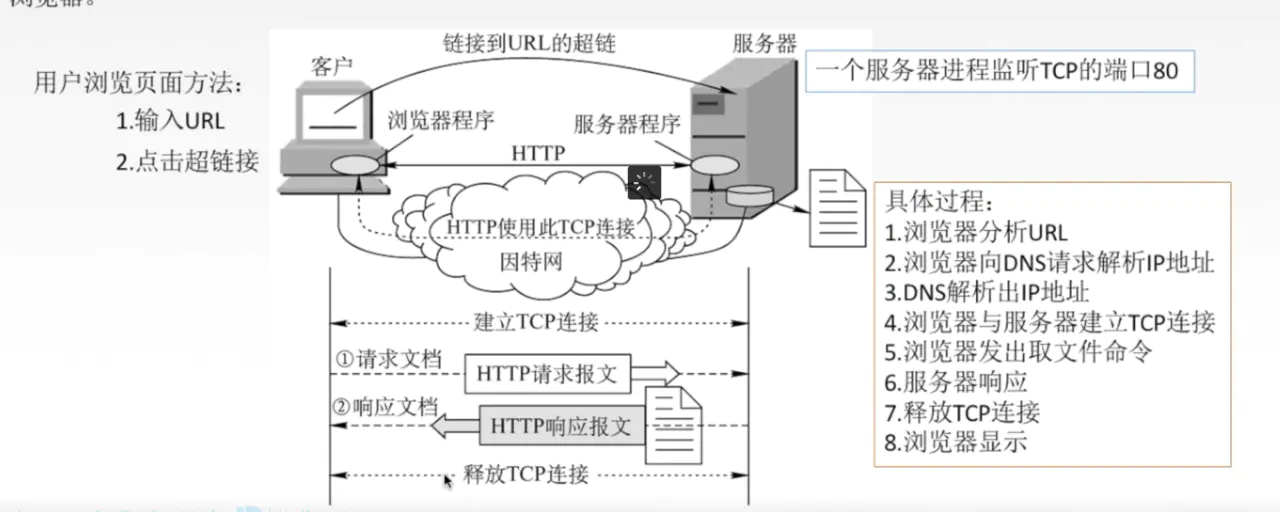 浏览器。
用户浏览页面方法：
1.输入URL
2.点击超链接
链接到URL的超链
客户
服务器
浏览器程序
服务器程序
HTTP
HTTP使用此TCP连接
因特网
建立TCP连接
①请求文档
HTTP请求报文
②响应文档
HTTP响应报文
释放TCP连接
一个服务器进程监听TCP的端口80
具体过程：
1.浏览器分析URL
2.浏览器向DNS请求解析IP地址
3.DNS解析出IP地址
4.浏览器与服务器建立TCP连接
5.浏览器发出取文件命令
6.服务器响应
7.释放TCP连接
8.浏览器显示